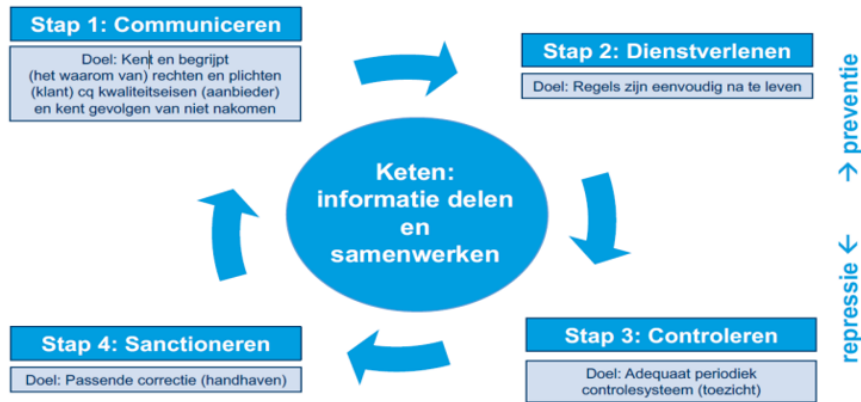 Stap 1: Communiceren
Doel: Kent en begrijpt
(het waarom van) rechten en plichten
(klant) cq kwaliteitseisen (aanbieder)
en kent gevolgen van niet nakomen
Stap 2: Dienstverlenen
Doel: Regels zijn eenvoudig na te leven
Keten:
informatie delen
en
samenwerken
Stap 4: Sanctioneren
Doel: Passende correctie (handhaven)
Stap 3: Controleren
Doel: Adequaat periodiek
controlesysteem (toezicht)
repressie ← → preventie